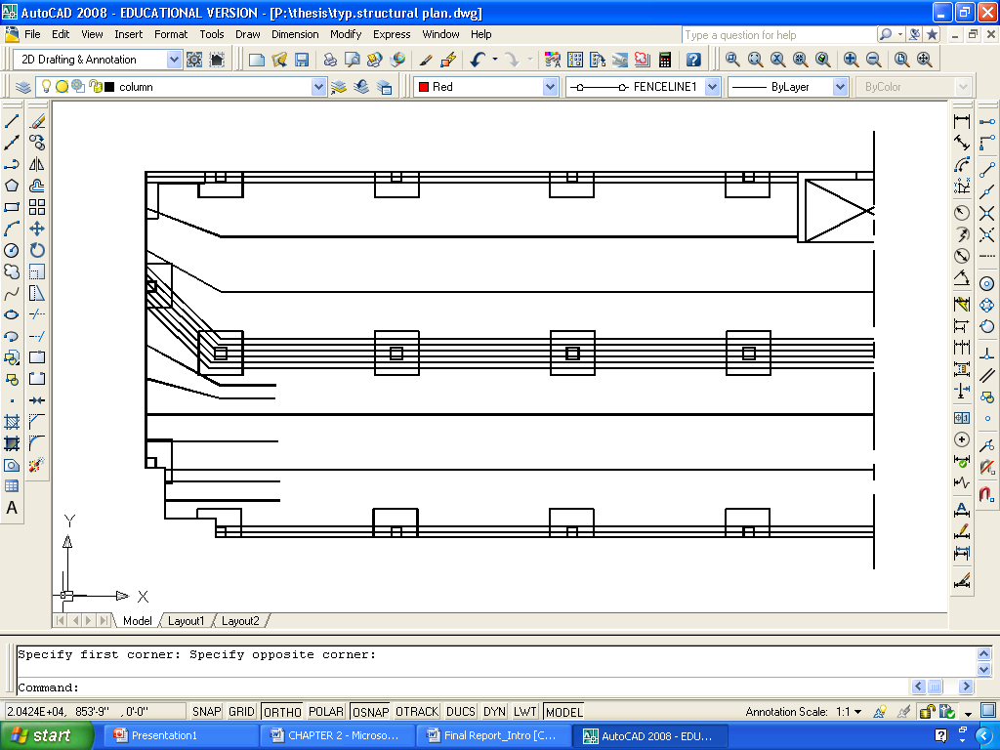 AutoCAD 2008 - EDUCATIONAL VERSION - [P:\thesis\typ.structural plan.dwg]
File Edit View Insert Format Tools Draw Dimension Modify Express Window Help Type a question for help
2D Drafting & Annotation
column Red FENCELINE1 ByLayer ByColor
A
A
Y
X
Model Layout1 Layout2
Specify first corner: Specify opposite corner:
Command:
2.0424E+04, 853'-9" , 0'-0" SNAP GRID ORTHO POLAR OSNAP OTRACK DUCS DYN LWT MODEL Annotation Scale: 1:1
start Presentation1 CHAPTER 2 - Microso... Final Report_Intro [C... AutoCAD 2008 - EDU...